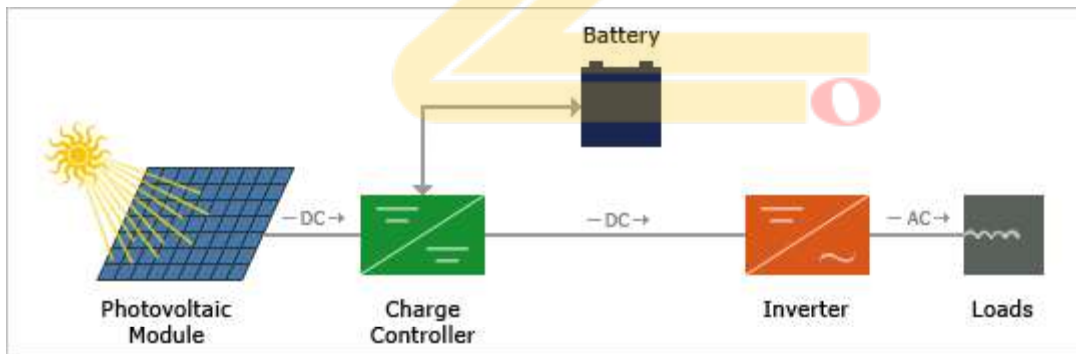 Battery
DC
DC
AC
Photovoltaic
Module
Charge
Controller
Inverter
Loads